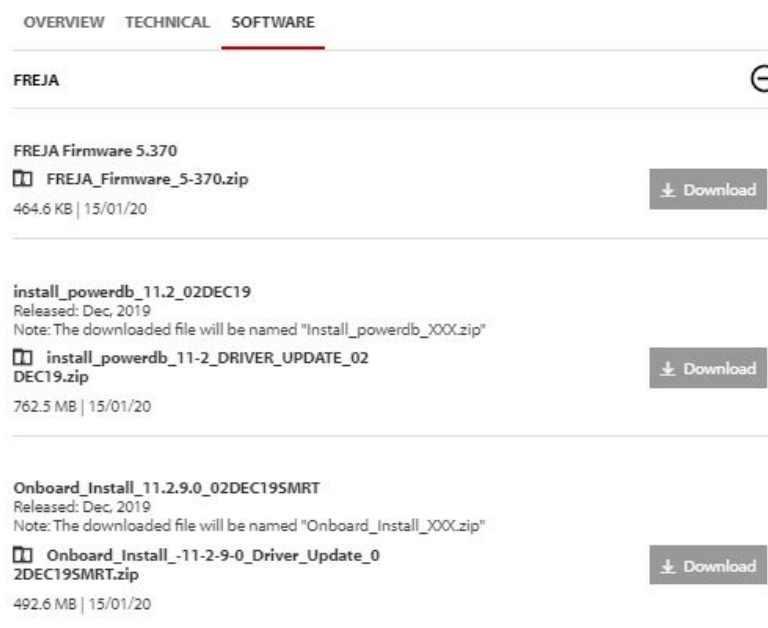 OVERVIEW TECHNICAL SOFTWARE
FREJA
FREJA Firmware 5.370
FREJA_Firmware_5-370.zip
Download
464.6 KB | 15/01/20
install_powerdb_11.2_02DEC19
Released: Dec, 2019
Note: The downloaded file will be named "Install_powerdb_XXX.zip"
install_powerdb_11-2_DRIVER_UPDATE_02
DEC19.zip
Download
762.5 MB | 15/01/20
Onboard_Install_11.2.9.0_02DEC19SMRT
Released: Dec, 2019
Note: The downloaded file will be named "Onboard_Install_XXX.zip"
Onboard_Install_-11-2-9-0_Driver_Update_0
2DEC19SMRT.zip
Download
492.6 MB | 15/01/20